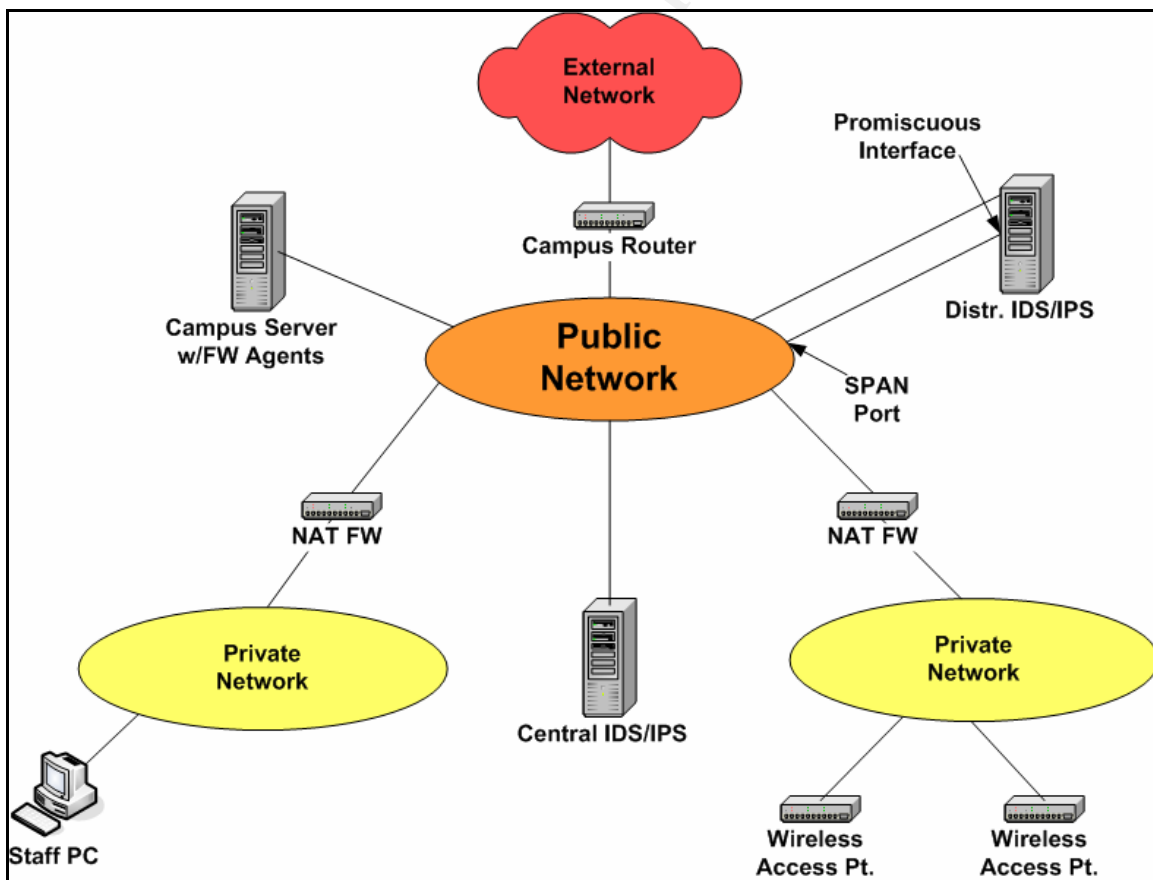 External
Network
Promiscuous
Interface
Campus Router
Campus Server
w/FW Agents
Distr. IDS/IPS
Public
Network
SPAN
Port
NAT FW
NAT FW
Private
Network
Private
Network
Central IDS/IPS
Staff PC
Wireless
Access Pt.
Wireless
Access Pt.